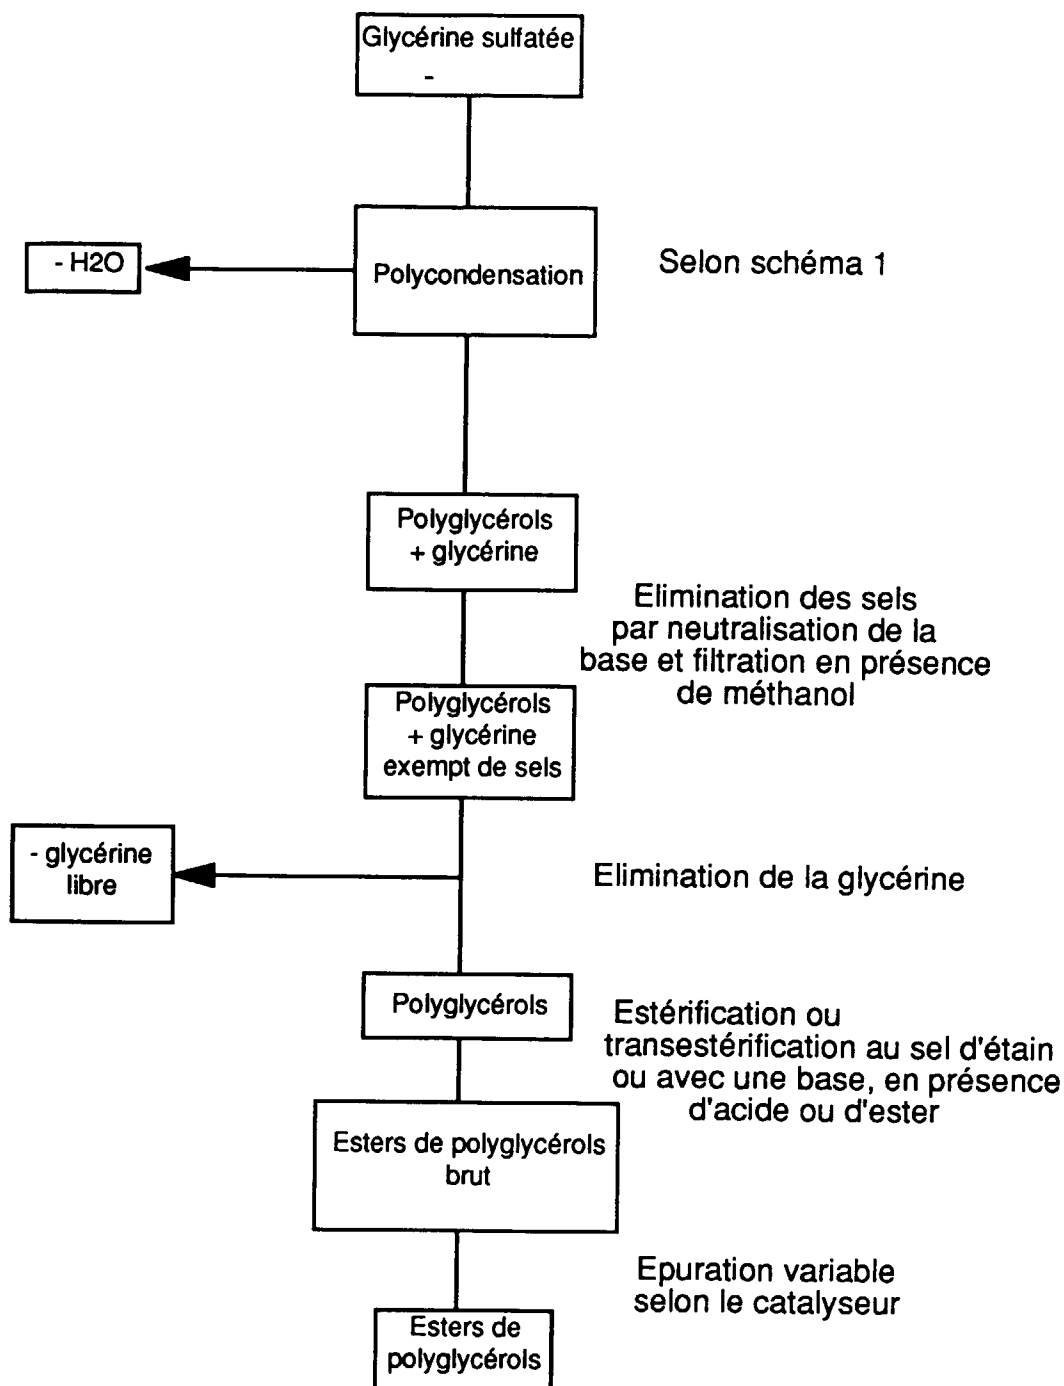 Glycérine sulfatée
-
- H2O
Polycondensation
Selon schéma 1
Polyglycérols
+ glycérine
Elimination des sels
par neutralisation de la
base et filtration en présence
de méthanol
Polyglycérols
+ glycérine
exempt de sels
- glycérine
libre
Elimination de la glycérine
Polyglycérols
Estérification ou
transestérification au sel d'étain
ou avec une base, en présence
d'acide ou d'ester
Esters de polyglycérols
brut
Epuration variable
selon le catalyseur
Esters de
polyglycérols